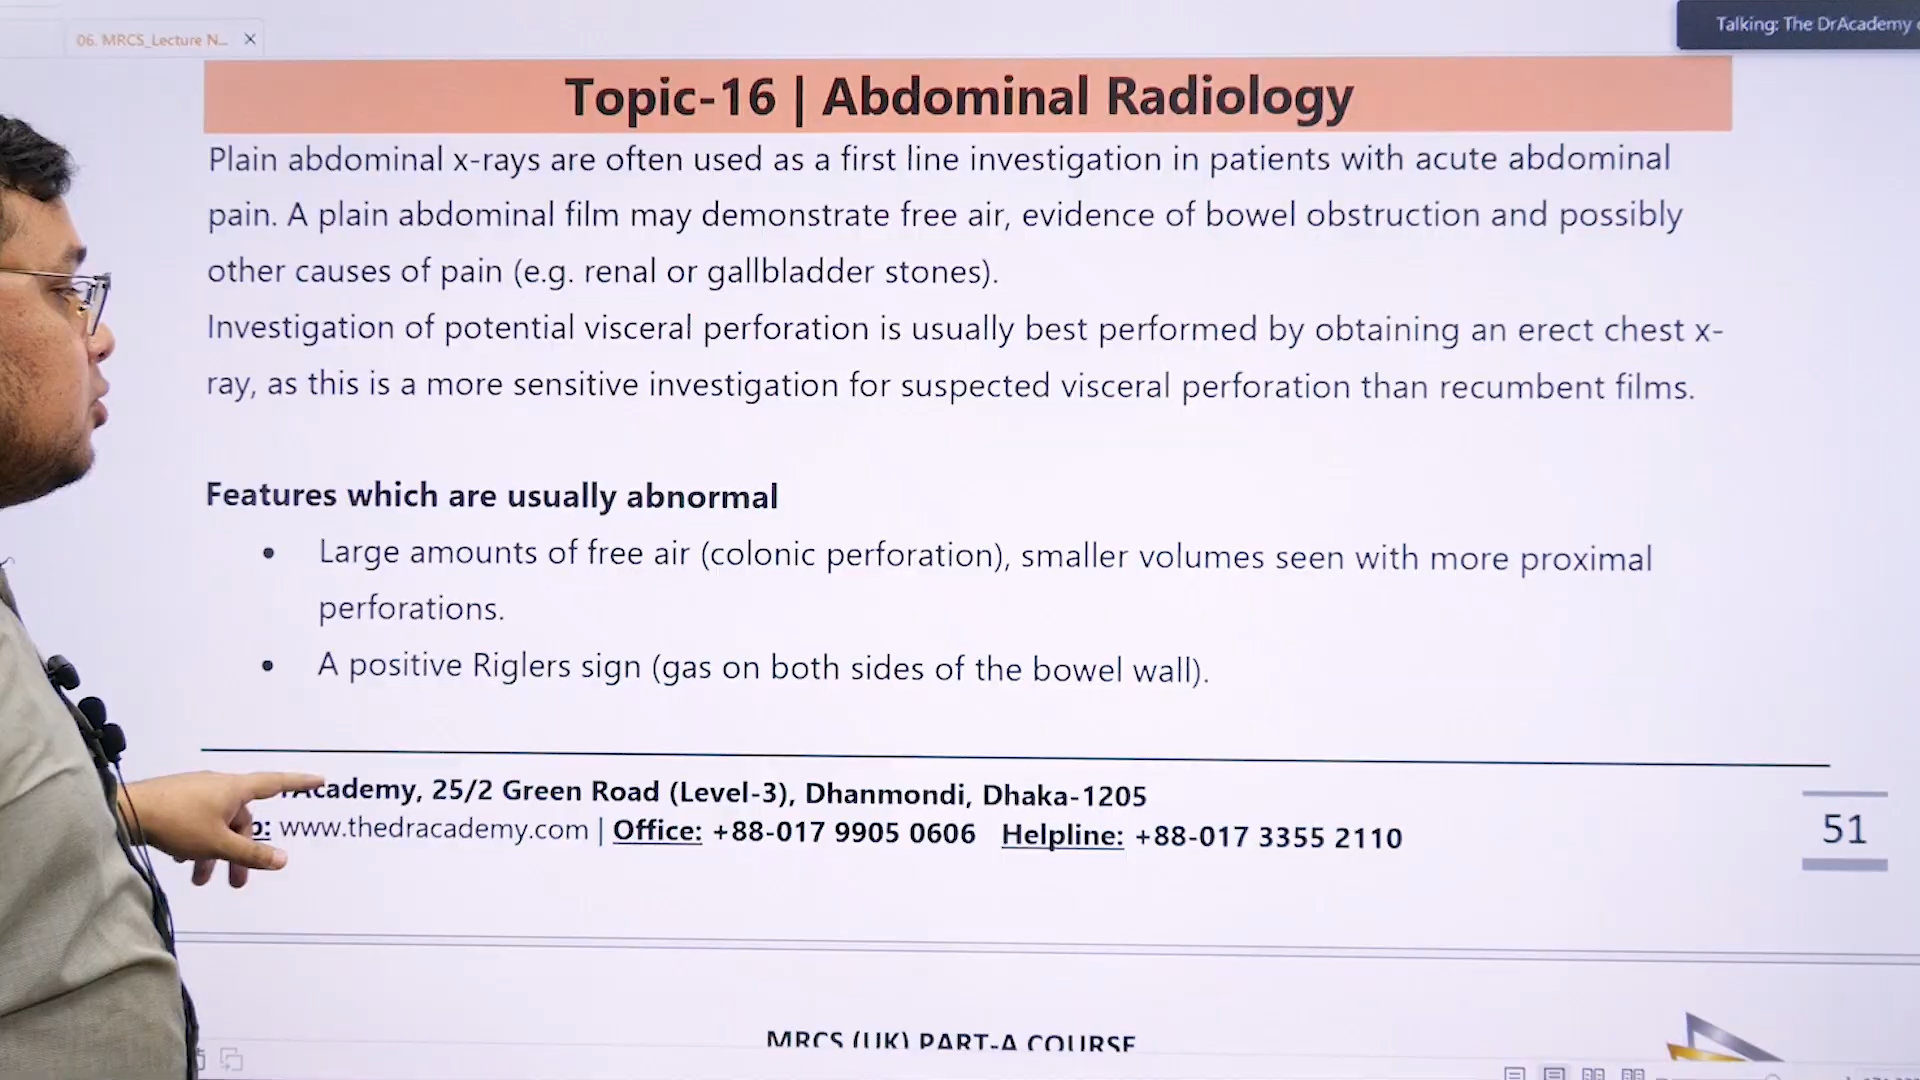 06. MRCS_Lecture N...
Talking: The DrAcademy
Topic-16 | Abdominal Radiology
Plain abdominal x-rays are often used as a first line investigation in patients with acute abdominal
pain. A plain abdominal film may demonstrate free air, evidence of bowel obstruction and possibly
other causes of pain (e.g. renal or gallbladder stones).
Investigation of potential visceral perforation is usually best performed by obtaining an erect chest x-
ray, as this is a more sensitive investigation for suspected visceral perforation than recumbent films.
Features which are usually abnormal
• Large amounts of free air (colonic perforation), smaller volumes seen with more proximal
perforations.
• A positive Riglers sign (gas on both sides of the bowel wall).
Academy, 25/2 Green Road (Level-3), Dhanmondi, Dhaka-1205
www.thedracademy.com | Office: +88-017 9905 0606 Helpline: +88-017 3355 2110
51
MRCS (UK) PART-A COURSE